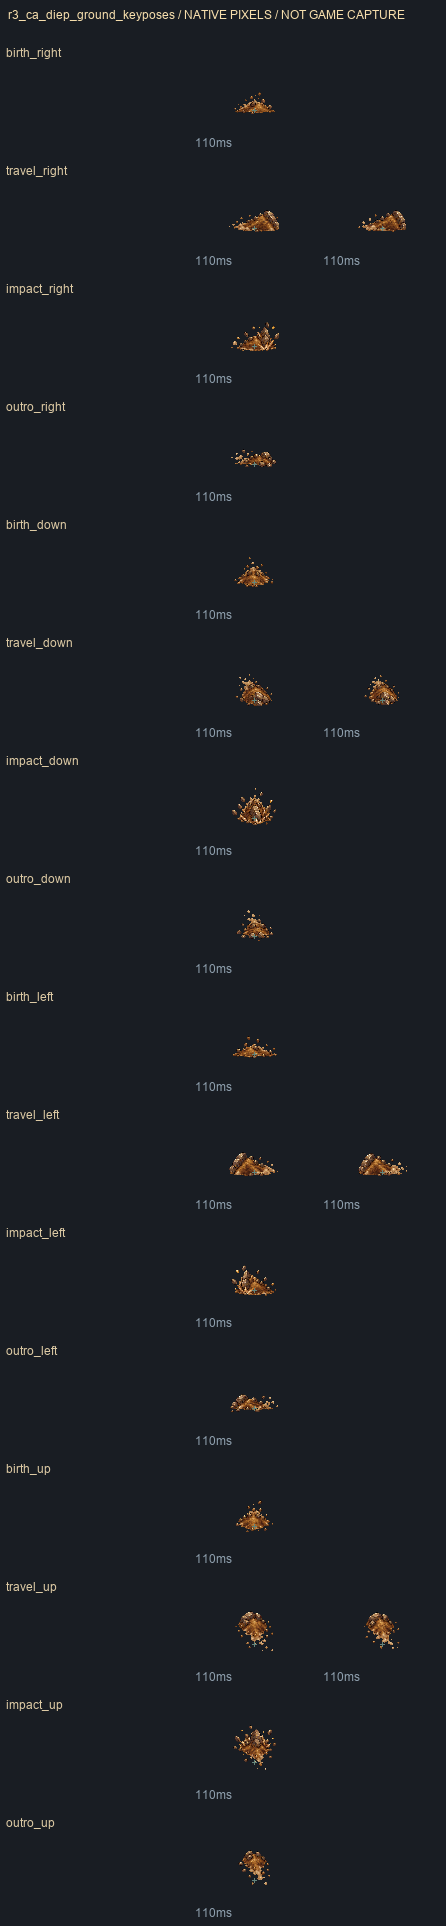 r3_ca_diep_ground_keyposes / NATIVE PIXELS / NOT GAME CAPTURE
birth_right
110ms
travel_right
110ms 110ms
impact_right
110ms
outro_right
110ms
birth_down
110ms
travel_down
110ms 110ms
impact_down
110ms
outro_down
110ms
birth_left
110ms
travel_left
110ms 110ms
impact_left
110ms
outro_left
110ms
birth_up
110ms
travel_up
110ms 110ms
impact_up
110ms
outro_up
110ms